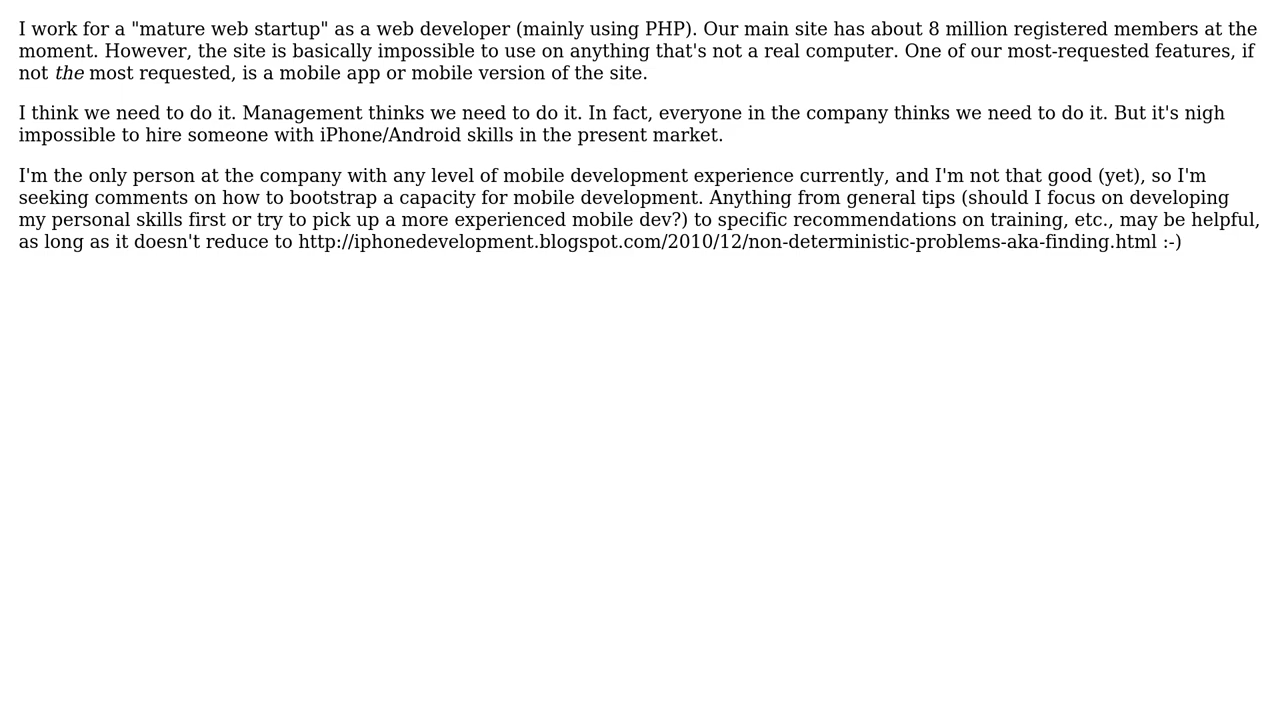 I work for a "mature web startup" as a web developer (mainly using PHP). Our main site has about 8 million registered members at the
moment. However, the site is basically impossible to use on anything that's not a real computer. One of our most-requested features, if
not the most requested, is a mobile app or mobile version of the site.
I think we need to do it. Management thinks we need to do it. In fact, everyone in the company thinks we need to do it. But it's nigh
impossible to hire someone with iPhone/Android skills in the present market.
I'm the only person at the company with any level of mobile development experience currently, and I'm not that good (yet), so I'm
seeking comments on how to bootstrap a capacity for mobile development. Anything from general tips (should I focus on developing
my personal skills first or try to pick up a more experienced mobile dev?) to specific recommendations on training, etc., may be helpful,
as long as it doesn't reduce to http://iphonedevelopment.blogspot.com/2010/12/non-deterministic-problems-aka-finding.html :-)